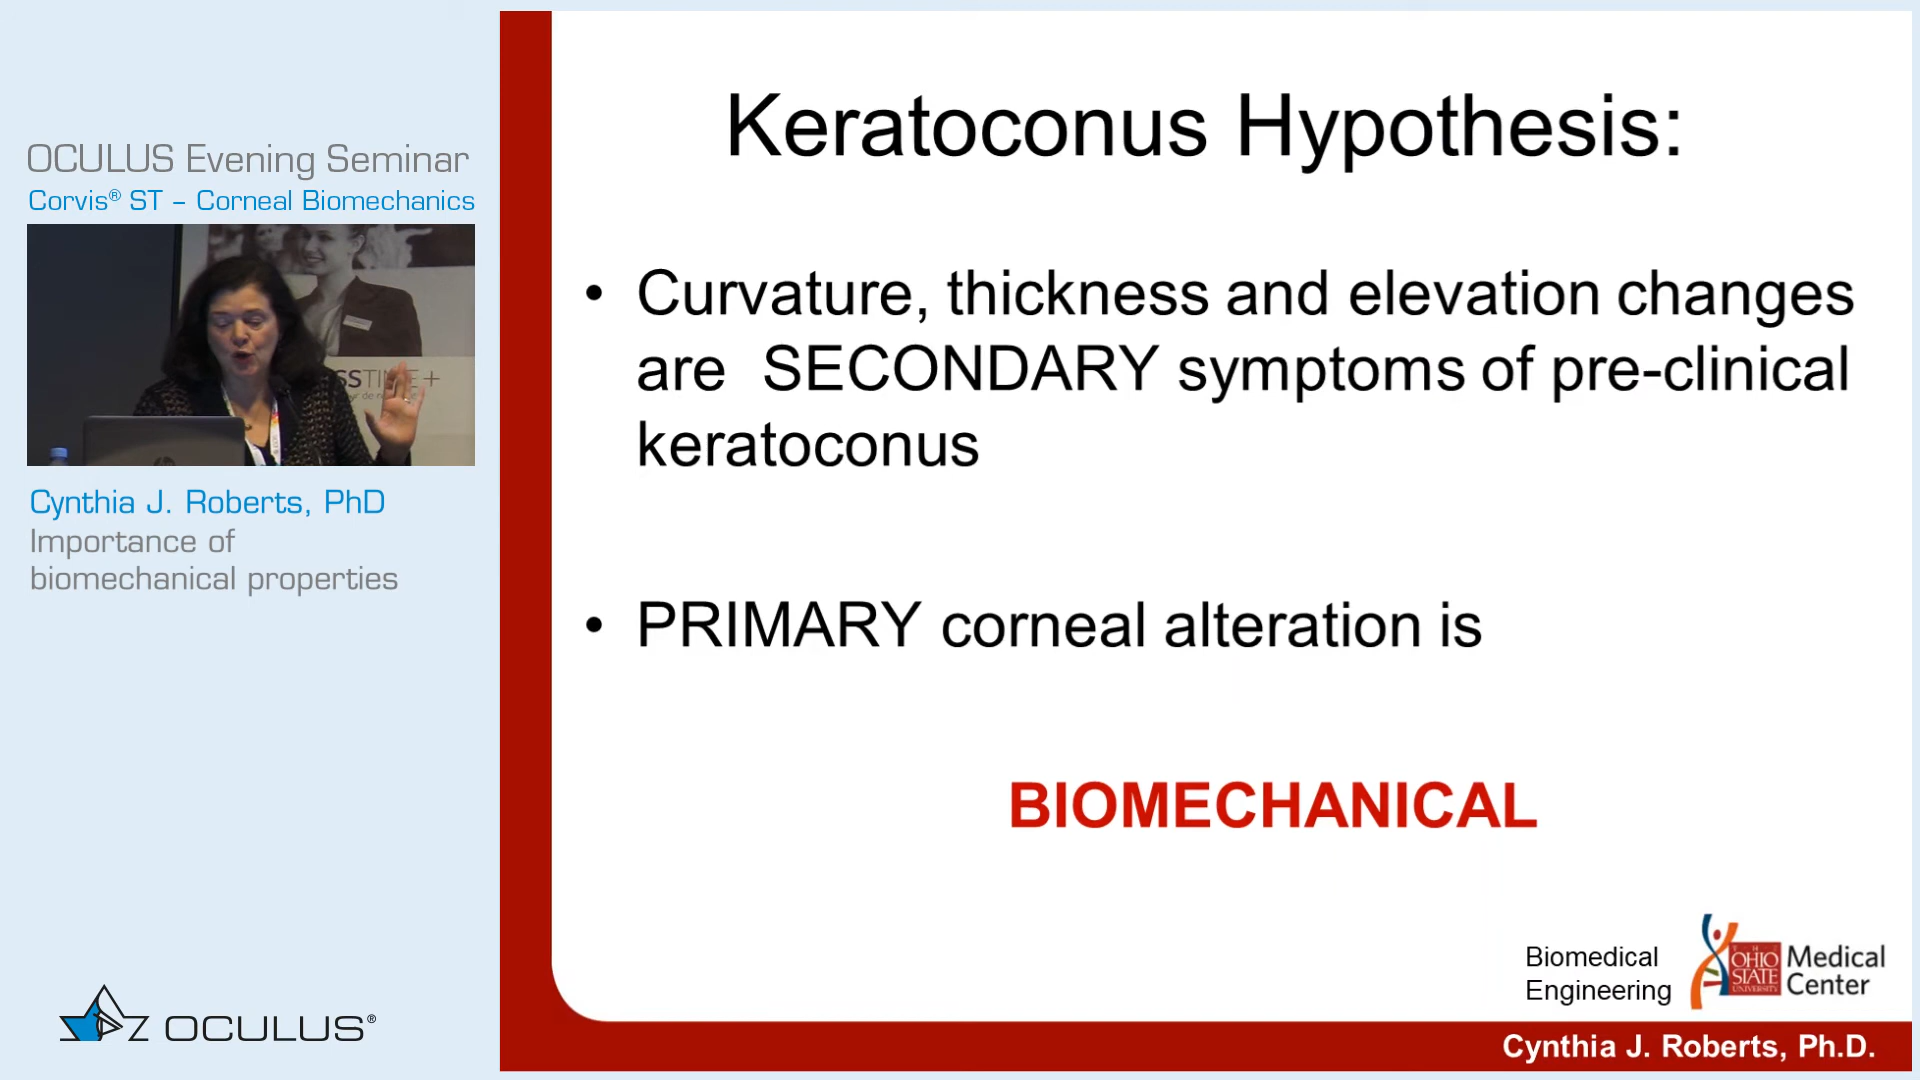 OCULUS Evening Seminar
Corvis® ST – Corneal Biomechanics
Cynthia J. Roberts, PhD
Importance of
biomechanical properties
OCULUS®
Keratoconus Hypothesis:
• Curvature, thickness and elevation changes
are SECONDARY symptoms of pre-clinical
keratoconus
• PRIMARY corneal alteration is
BIOMECHANICAL
Biomedical
Engineering
THE
OHIO
STATE
UNIVERSITY
Medical
Center
Cynthia J. Roberts, Ph.D.